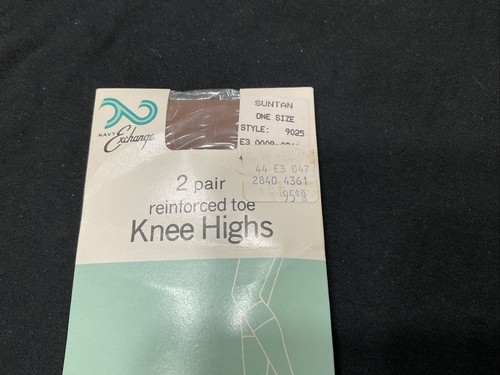 NAVY
Exchange
SUNTAN
ONE SIZE
STYLE: 9025
44 E3 047
2840 4361
2 pair
reinforced toe
Knee Highs